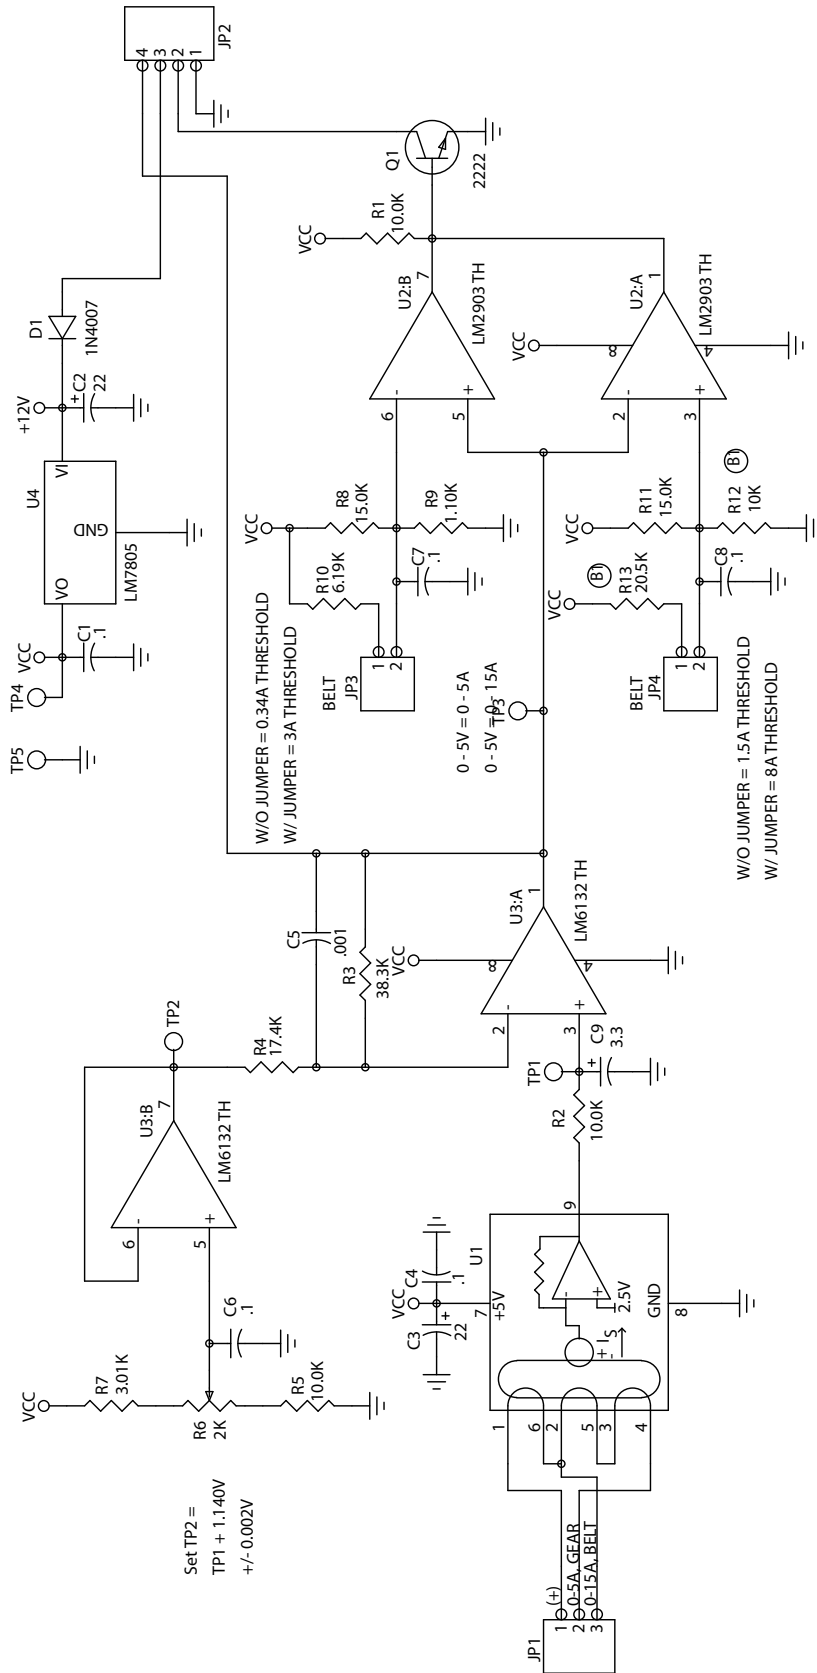 JP2
4
3
2
1
Q1
2222
VCC
R1
10.0K
D1
1N4007
+12V
+
C2
22
U4
VI
GND
VO
LM7805
VCC
C1
.1
TP4
TP5
U2:B
7
LM2903 TH
6
-
5
+
U2:A
1
LM2903 TH
VCC
8
4
2
-
3
+
VCC
R8
15.0K
R9
1.10K
R10
6.19K
C7
.1
BELT
JP3
1
2
W/O JUMPER = 0.34A THRESHOLD
W/ JUMPER = 3A THRESHOLD
VCC
R11
15.0K
R12
10K
B1
VCC
R13
20.5K
B1
C8
.1
BELT
JP4
1
2
W/O JUMPER = 1.5A THRESHOLD
W/ JUMPER = 8A THRESHOLD
0 - 5V = 0 - 5A
0 - 5V = 0 - 15A
TP3
C5
.001
R3
38.3K
VCC
8
4
U3:A
1
LM6132 TH
2
-
3
+
TP2
R4
17.4K
U3:B
7
LM6132 TH
6
-
5
+
C6
.1
VCC
R7
3.01K
R6
2K
R5
10.0K
Set TP2 =
TP1 + 1.140V
+/- 0.002V
TP1
+
C9
3.3
R2
10.0K
9
U1
C4
.1
VCC
7
+5V
C3
+
22
-
+
2.5V
GND
8
+
-
I
S
1
6
2
5
3
4
(+)
0-5A, GEAR
0-15A, BELT
1
2
3
JP1